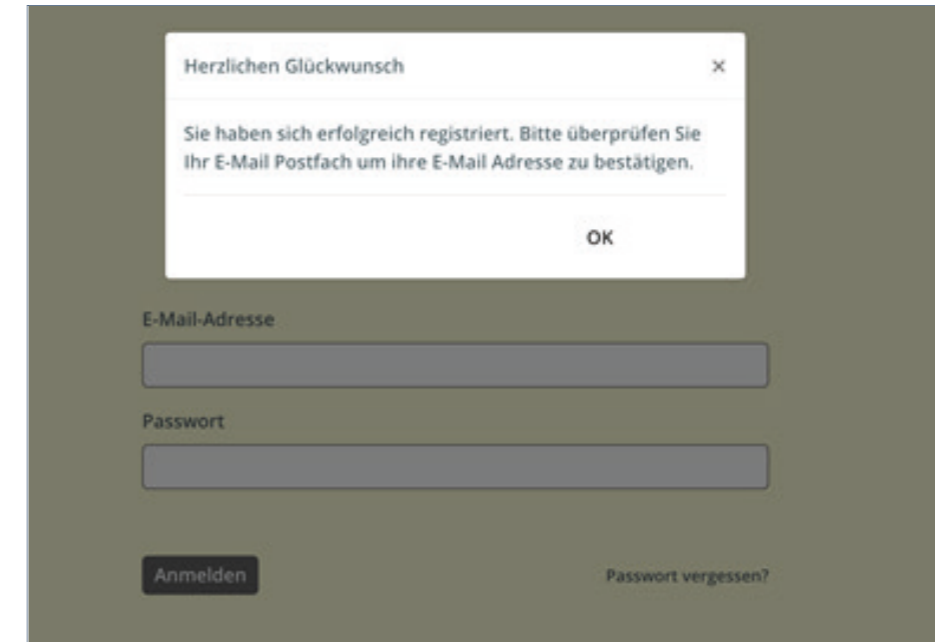 Herzlichen Glückwunsch ×
Sie haben sich erfolgreich registriert. Bitte überprüfen Sie
Ihr E-Mail Postfach um ihre E-Mail Adresse zu bestätigen.
OK
E-Mail-Adresse
Passwort
Anmelden Passwort vergessen?